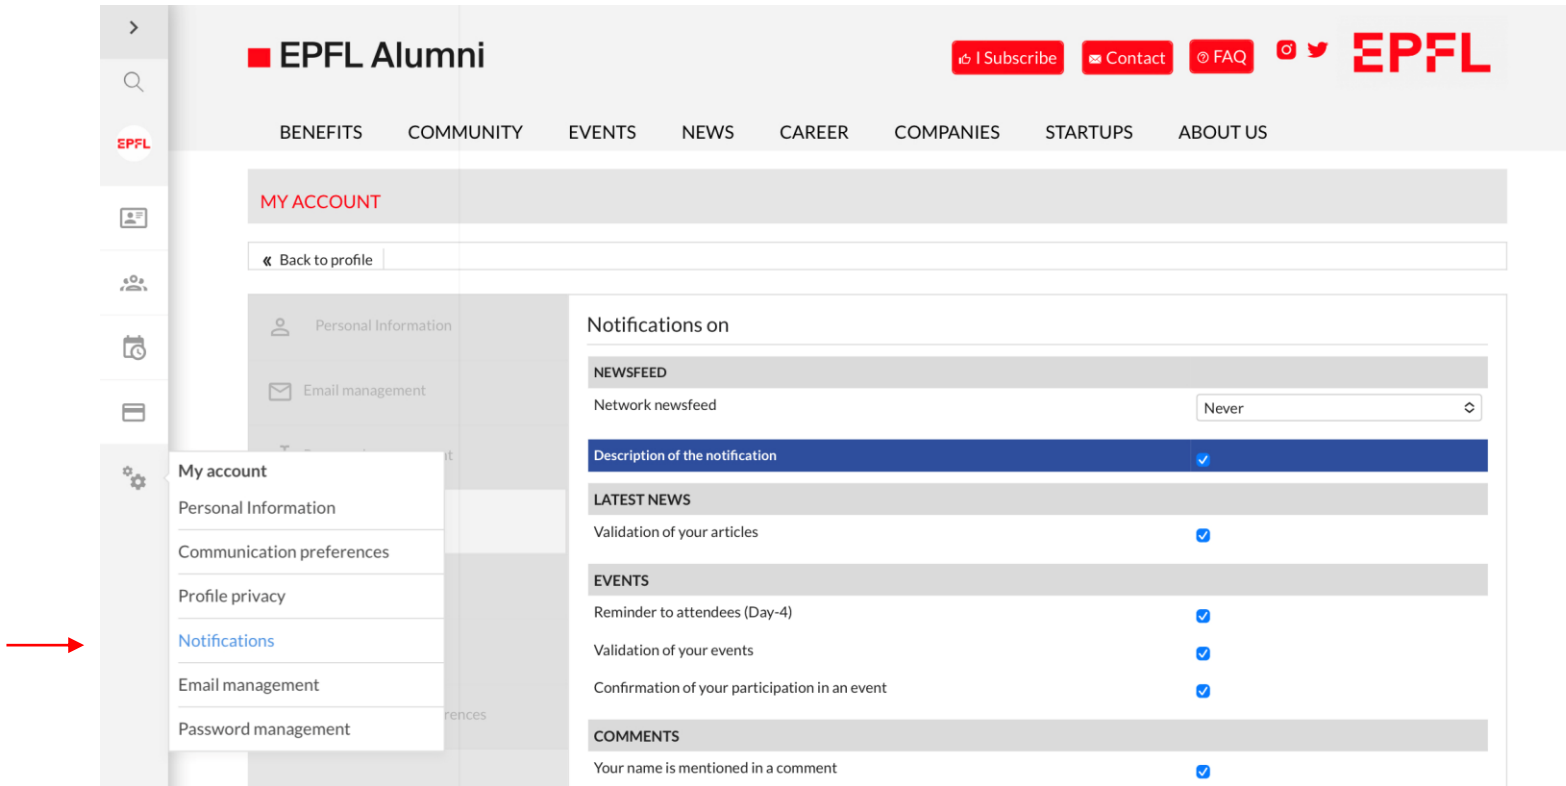 EPFL Alumni
I Subscribe
Contact
FAQ
EPFL
EPFL
BENEFITS COMMUNITY EVENTS NEWS CAREER COMPANIES STARTUPS ABOUT US
MY ACCOUNT
« Back to profile
Personal Information
Email management
My account
Personal Information
Communication preferences
Profile privacy
Notifications
Email management
Password management
rences
Notifications on
NEWSFEED
Network newsfeed
Never
Description of the notification
LATEST NEWS
Validation of your articles
EVENTS
Reminder to attendees (Day-4)
Validation of your events
Confirmation of your participation in an event
COMMENTS
Your name is mentioned in a comment